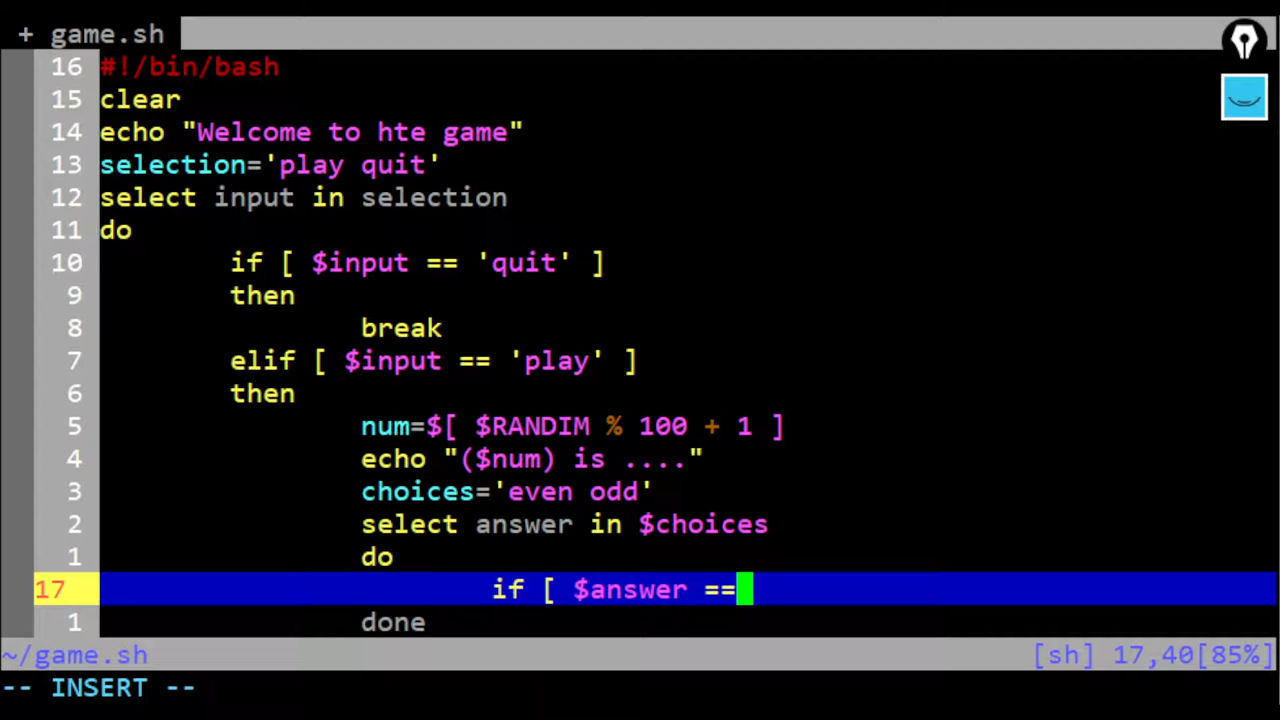 + game.sh
16 #!/bin/bash
15 clear
14 echo "Welcome to hte game"
13 selection='play quit'
12 select input in selection
11 do
10 if [ $input == 'quit' ]
9 then
8 break
7 elif [ $input == 'play' ]
6 then
5 num=$[ $RANDIM % 100 + 1 ]
4 echo "($num) is ...."
3 choices='even odd'
2 select answer in $choices
1 do
17 if [ $answer ==
1 done
~/game.sh [sh] 17,40[85%]
-- INSERT --